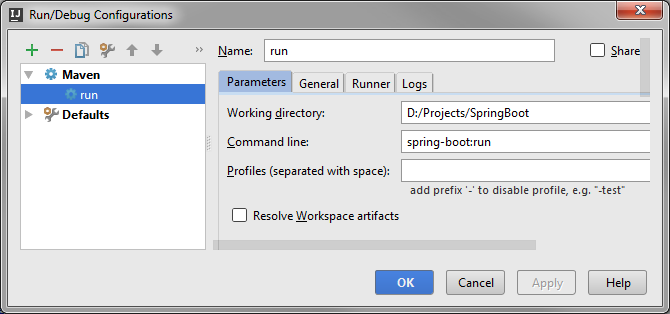 IJ Run/Debug Configurations
Name: run Share
Maven
run
Defaults
Parameters General Runner Logs
Working directory: D:/Projects/SpringBoot
Command line: spring-boot:run
Profiles (separated with space):
add prefix '-' to disable profile, e.g. "-test"
Resolve Workspace artifacts
OK Cancel Apply Help